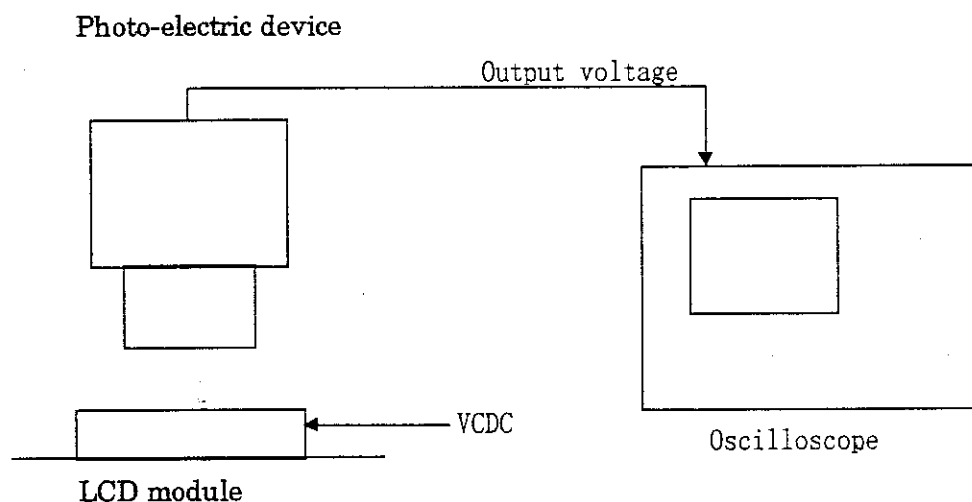 Photo-electric device
Output voltage
VCDC
Oscilloscope
LCD module